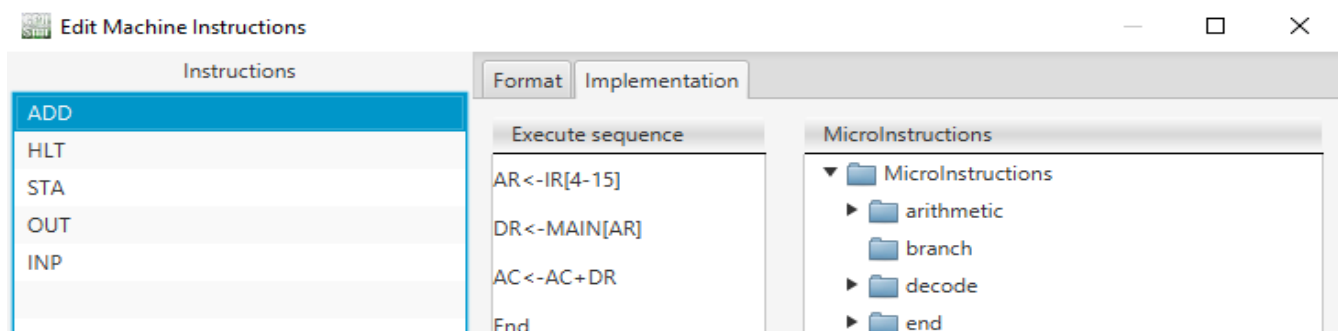 Edit Machine Instructions
Instructions
ADD
HLT
STA
OUT
INP
Format
Implementation
Execute sequence
AR<-IR[4-15]
DR<-MAIN[AR]
AC<-AC+DR
End
MicroInstructions
MicroInstructions
arithmetic
branch
decode
end